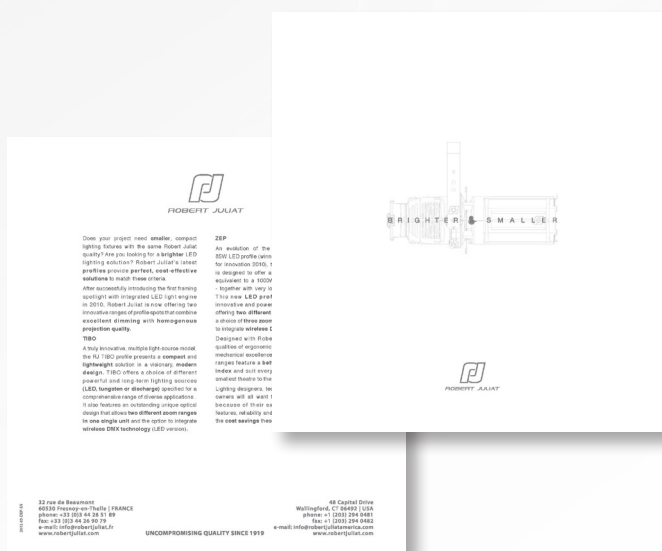 BRIGHTER & SMALLER
ROBERT JULIAT
ROBERT JULIAT
Does your project need smaller, compact
lighting fixtures with the same Robert Juliat
quality? Are you looking for a brighter LED
lighting solution? Robert Juliat's latest
profiles provide perfect, cost-effective
solutions to match these criteria.
After successfully introducing the first framing
spotlight with integrated LED light engine
in 2010, Robert Juliat is now offering two
innovative ranges of profile spots that combine
excellent dimming with homogenous
projection quality.
TIBO
A truly innovative, multiple light-source model,
the RJ TIBO profile presents a compact and
lightweight solution in a visionary, modern
design. TIBO offers a choice of different
powerful and long-term lighting sources
(LED, tungsten or discharge) specified for a
comprehensive range of diverse applications.
It also features an outstanding unique optical
design that allows two different zoom ranges
in one single unit and the option to integrate
wireless DMX technology (LED version).
ZEP
An evolution of the
85W LED profile (winn
for innovation 2010), t
is designed to offer a
equivalent to a 1000W
- together with very lo
This new LED prof
innovative and power
offering two different
a choice of three zoom
to integrate wireless D
Designed with Robe
qualities of ergonomic
mechanical excellence
ranges feature a bet
index and suit every
smallest theatre to the
Lighting designers, tec
owners will all want t
because of their ea
features, reliability and
the cost savings thes
32 rue de Beaumont
60530 Fresnoy-en-Thelle | FRANCE
phone: +33 (0)3 44 26 51 89
fax: +33 (0)3 44 26 90 79
e-mail: info@robertjuliat.fr
www.robertjuliat.com
UNCOMPROMISING QUALITY SINCE 1919
48 Capital Drive
Wallingford, CT 06492 | USA
phone: +1 (203) 294 0481
fax: +1 (203) 294 0482
e-mail: info@robertjuliatamerica.com
www.robertjuliat.com